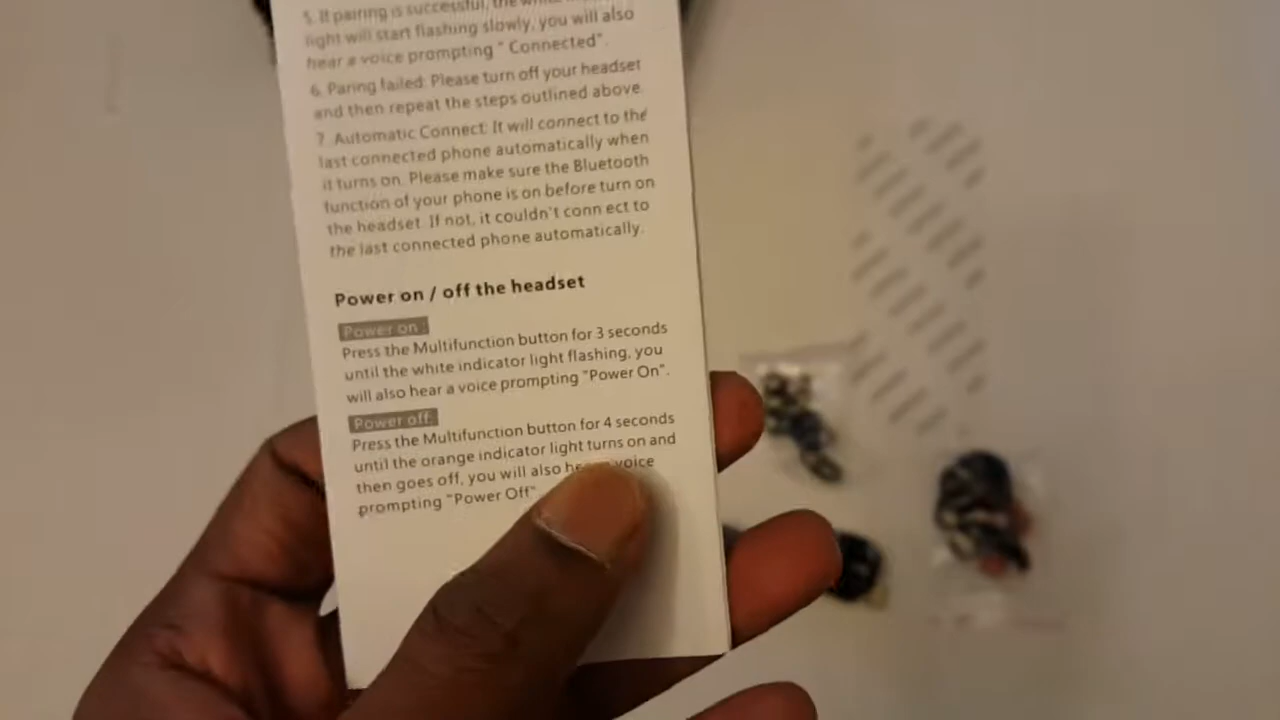 5. If pairing is successful, the white
light will start flashing slowly, you will also
hear a voice prompting " Connected".
6. Paring failed: Please turn off your headset
and then repeat the steps outlined above.
7. Automatic Connect: It will connect to the
last connected phone automatically when
it turns on. Please make sure the Bluetooth
function of your phone is on before turn on
the headset. If not, it couldn't conn ect to
the last connected phone automatically.
Power on / off the headset
Power on :
Press the Multifunction button for 3 seconds
until the white indicator light flashing, you
will also hear a voice prompting "Power On".
Power off:
Press the Multifunction button for 4 seconds
until the orange indicator light turns on and
then goes off, you will also voice
prompting "Power Off".